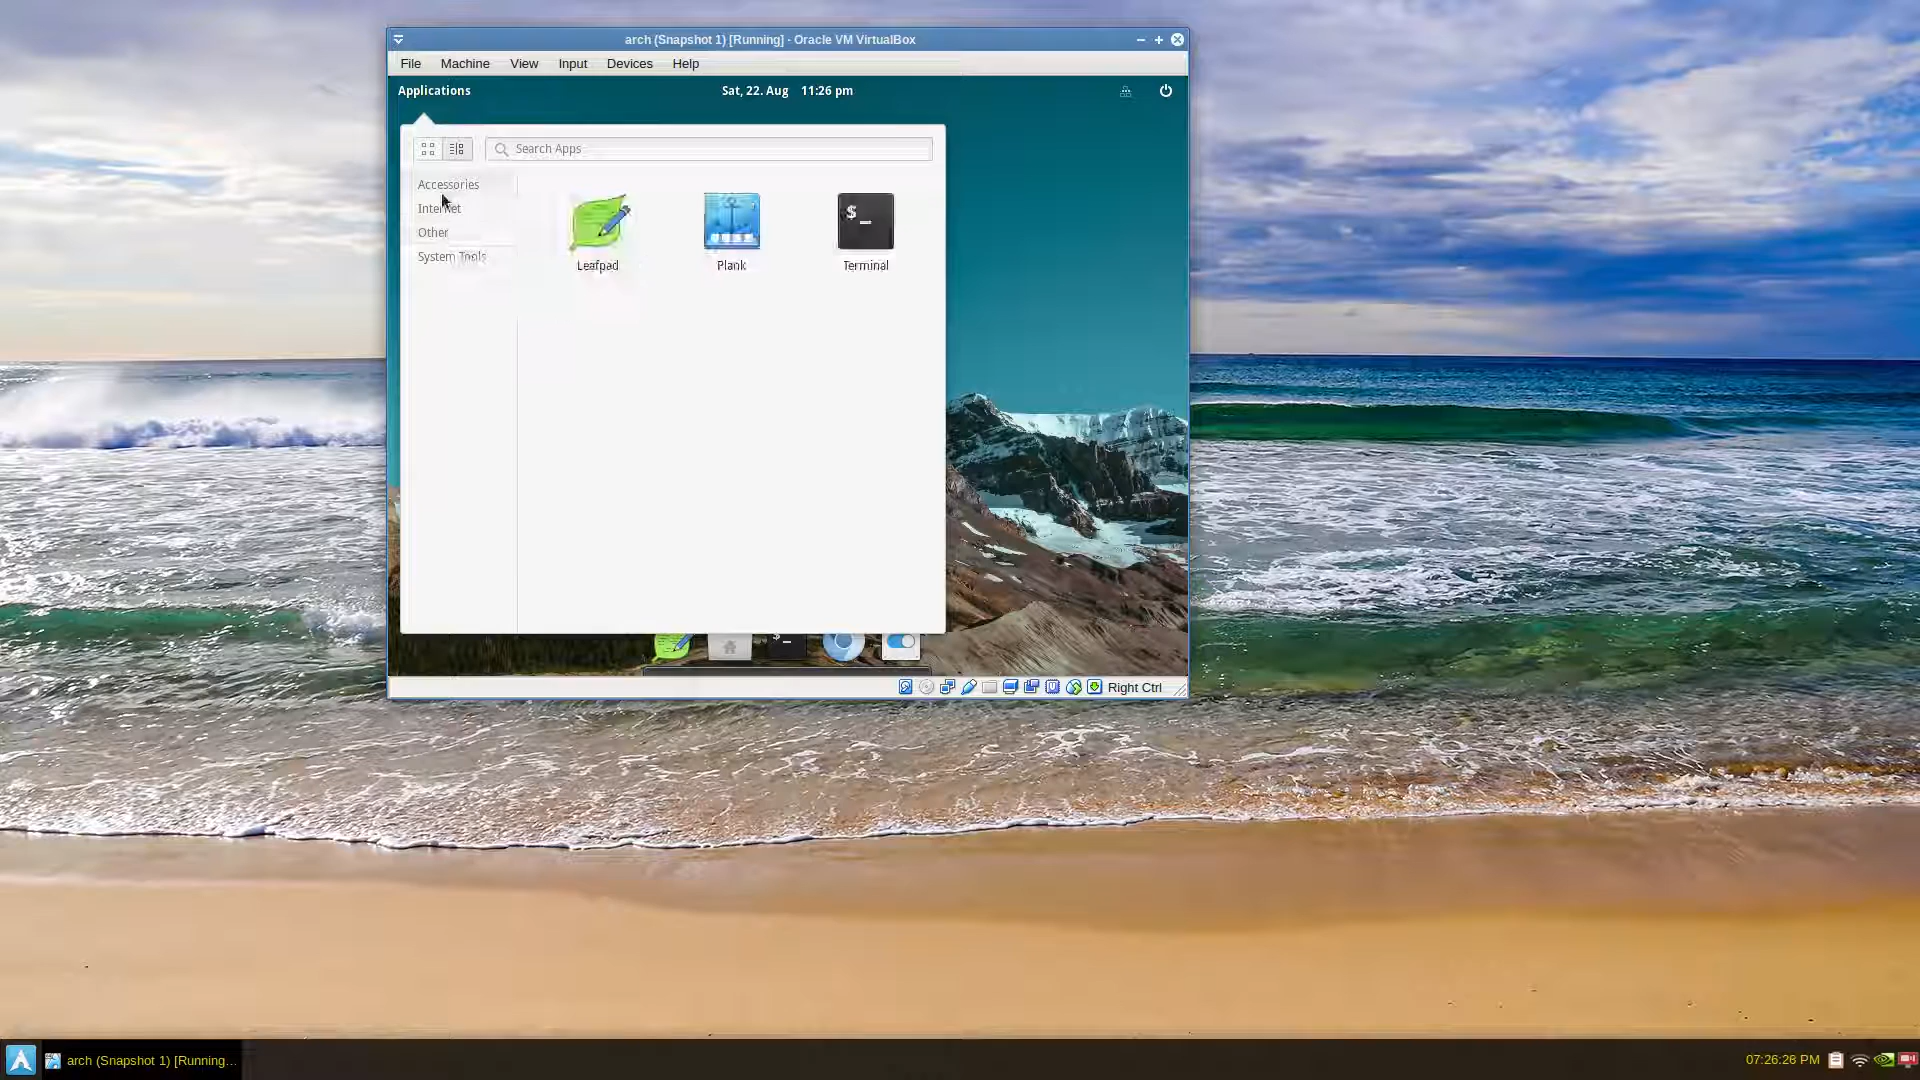 arch (Snapshot 1) [Running] - Oracle VM VirtualBox
File Machine View Input Devices Help
Applications Sat, 22. Aug 11:26 pm
Search Apps
Accessories
Internet
Other
System Tools
$_
Leafpad Plank Terminal
$_
Right Ctrl
arch (Snapshot 1) [Running...
07:26:26 PM